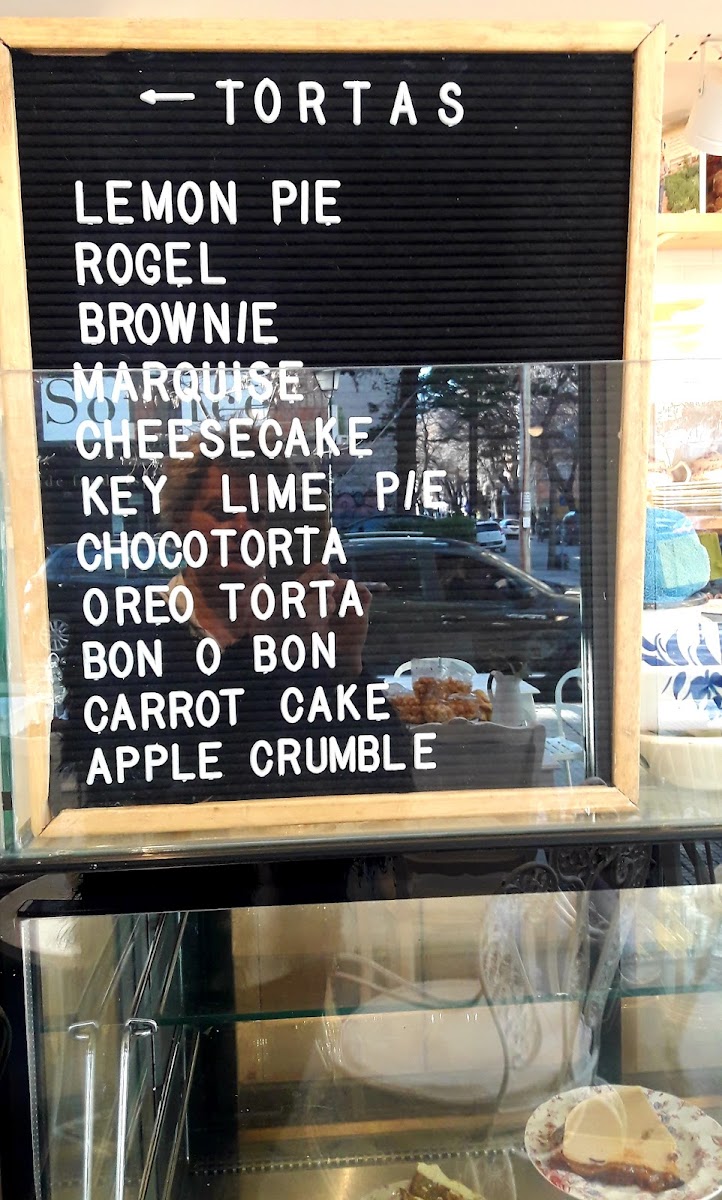 ← TORTAS
LEMON PIE
ROGEL
BROWNIE
MARQUISE
CHEESECAKE
KEY LIME PIE
CHOCOTORTA
OREO TORTA
BON O BON
CARROT CAKE
APPLE CRUMBLE